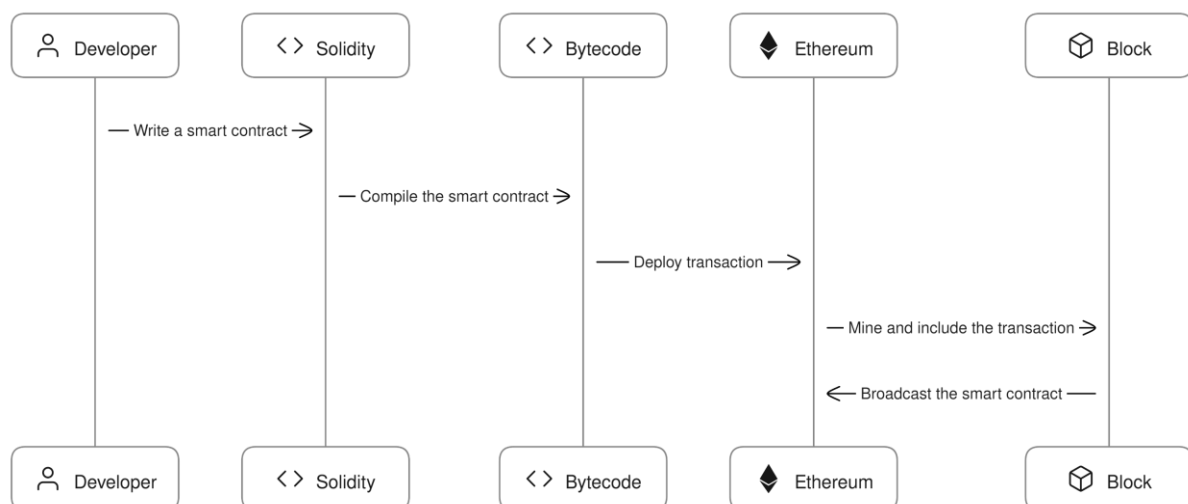 Developer
Solidity
Bytecode
Ethereum
Block
Write a smart contract
Compile the smart contract
Deploy transaction
Mine and include the transaction
Broadcast the smart contract
Developer
Solidity
Bytecode
Ethereum
Block